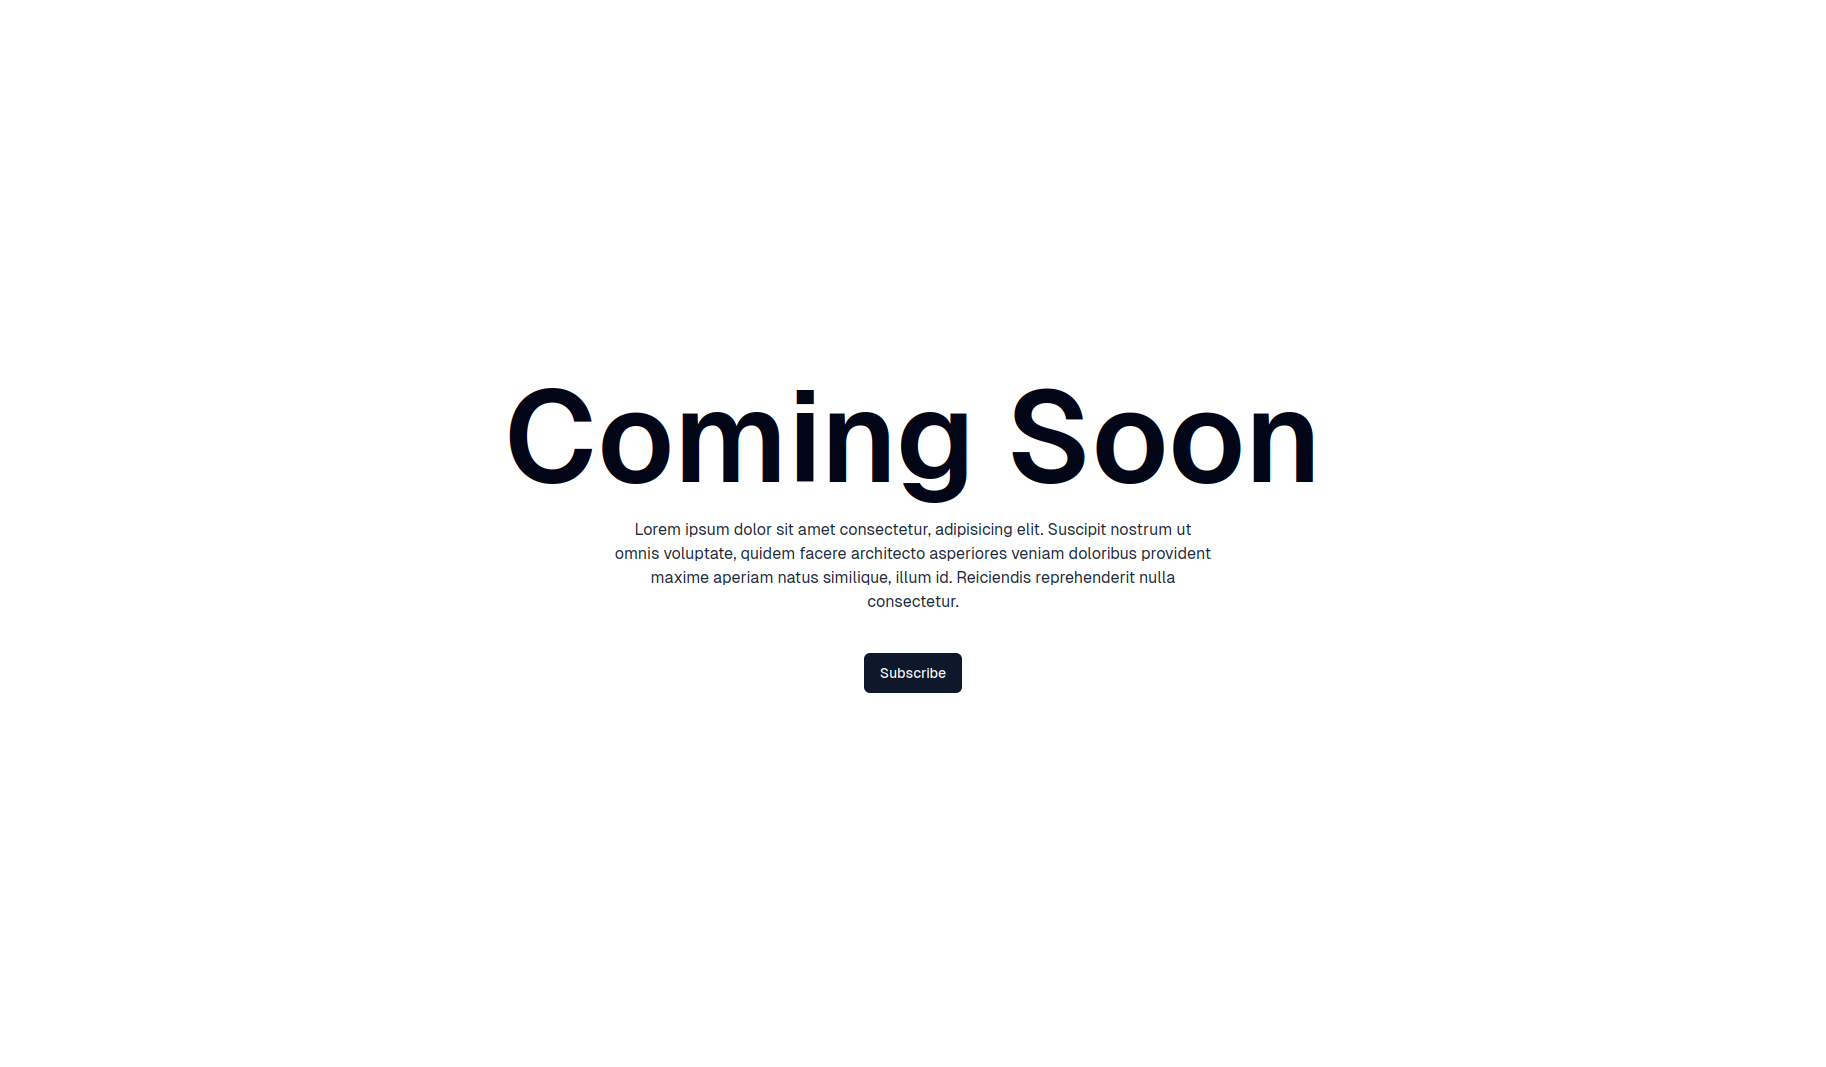 Coming Soon
Lorem ipsum dolor sit amet consectetur, adipisicing elit. Suscipit nostrum ut
omnis voluptate, quidem facere architecto asperiores veniam doloribus provident
maxime aperiam natus similique, illum id. Reiciendis reprehenderit nulla
consectetur.
Subscribe